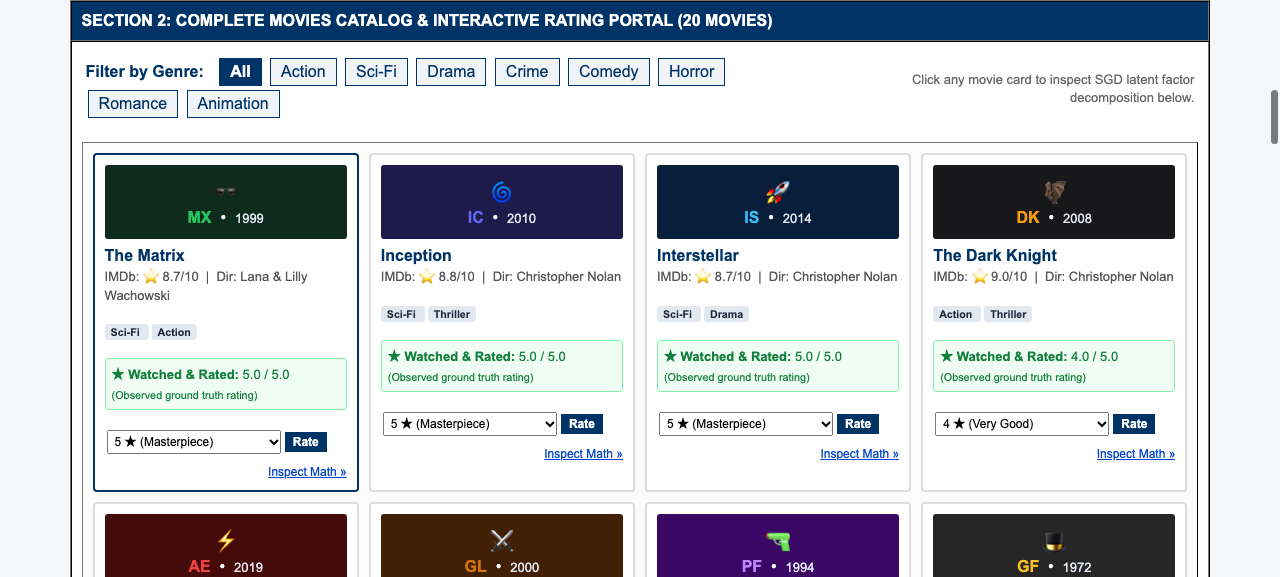 SECTION 2: COMPLETE MOVIES CATALOG & INTERACTIVE RATING PORTAL (20 MOVIES)
Filter by Genre: All Action Sci-Fi Drama Crime Comedy Horror
Romance Animation
Click any movie card to inspect SGD latent factor
decomposition below.
MX • 1999
The Matrix
IMDb: ⭐ 8.7/10 | Dir: Lana & Lilly
Wachowski
Sci-Fi Action
★ Watched & Rated: 5.0 / 5.0
(Observed ground truth rating)
5 ★ (Masterpiece) Rate
Inspect Math »
IC • 2010
Inception
IMDb: ⭐ 8.8/10 | Dir: Christopher Nolan
Sci-Fi Thriller
★ Watched & Rated: 5.0 / 5.0
(Observed ground truth rating)
5 ★ (Masterpiece) Rate
Inspect Math »
IS • 2014
Interstellar
IMDb: ⭐ 8.7/10 | Dir: Christopher Nolan
Sci-Fi Drama
★ Watched & Rated: 5.0 / 5.0
(Observed ground truth rating)
5 ★ (Masterpiece) Rate
Inspect Math »
DK • 2008
The Dark Knight
IMDb: ⭐ 9.0/10 | Dir: Christopher Nolan
Action Thriller
★ Watched & Rated: 4.0 / 5.0
(Observed ground truth rating)
4 ★ (Very Good) Rate
Inspect Math »
AE • 2019
GL • 2000
PF • 1994
GF • 1972